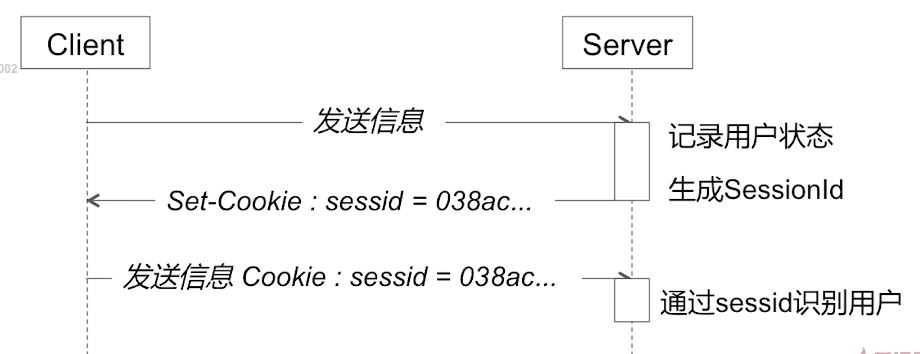 Client
Server
002
发送信息
记录用户状态
生成SessionId
Set-Cookie : sessid = 038ac...
发送信息 Cookie : sessid = 038ac...
通过sessid识别用户